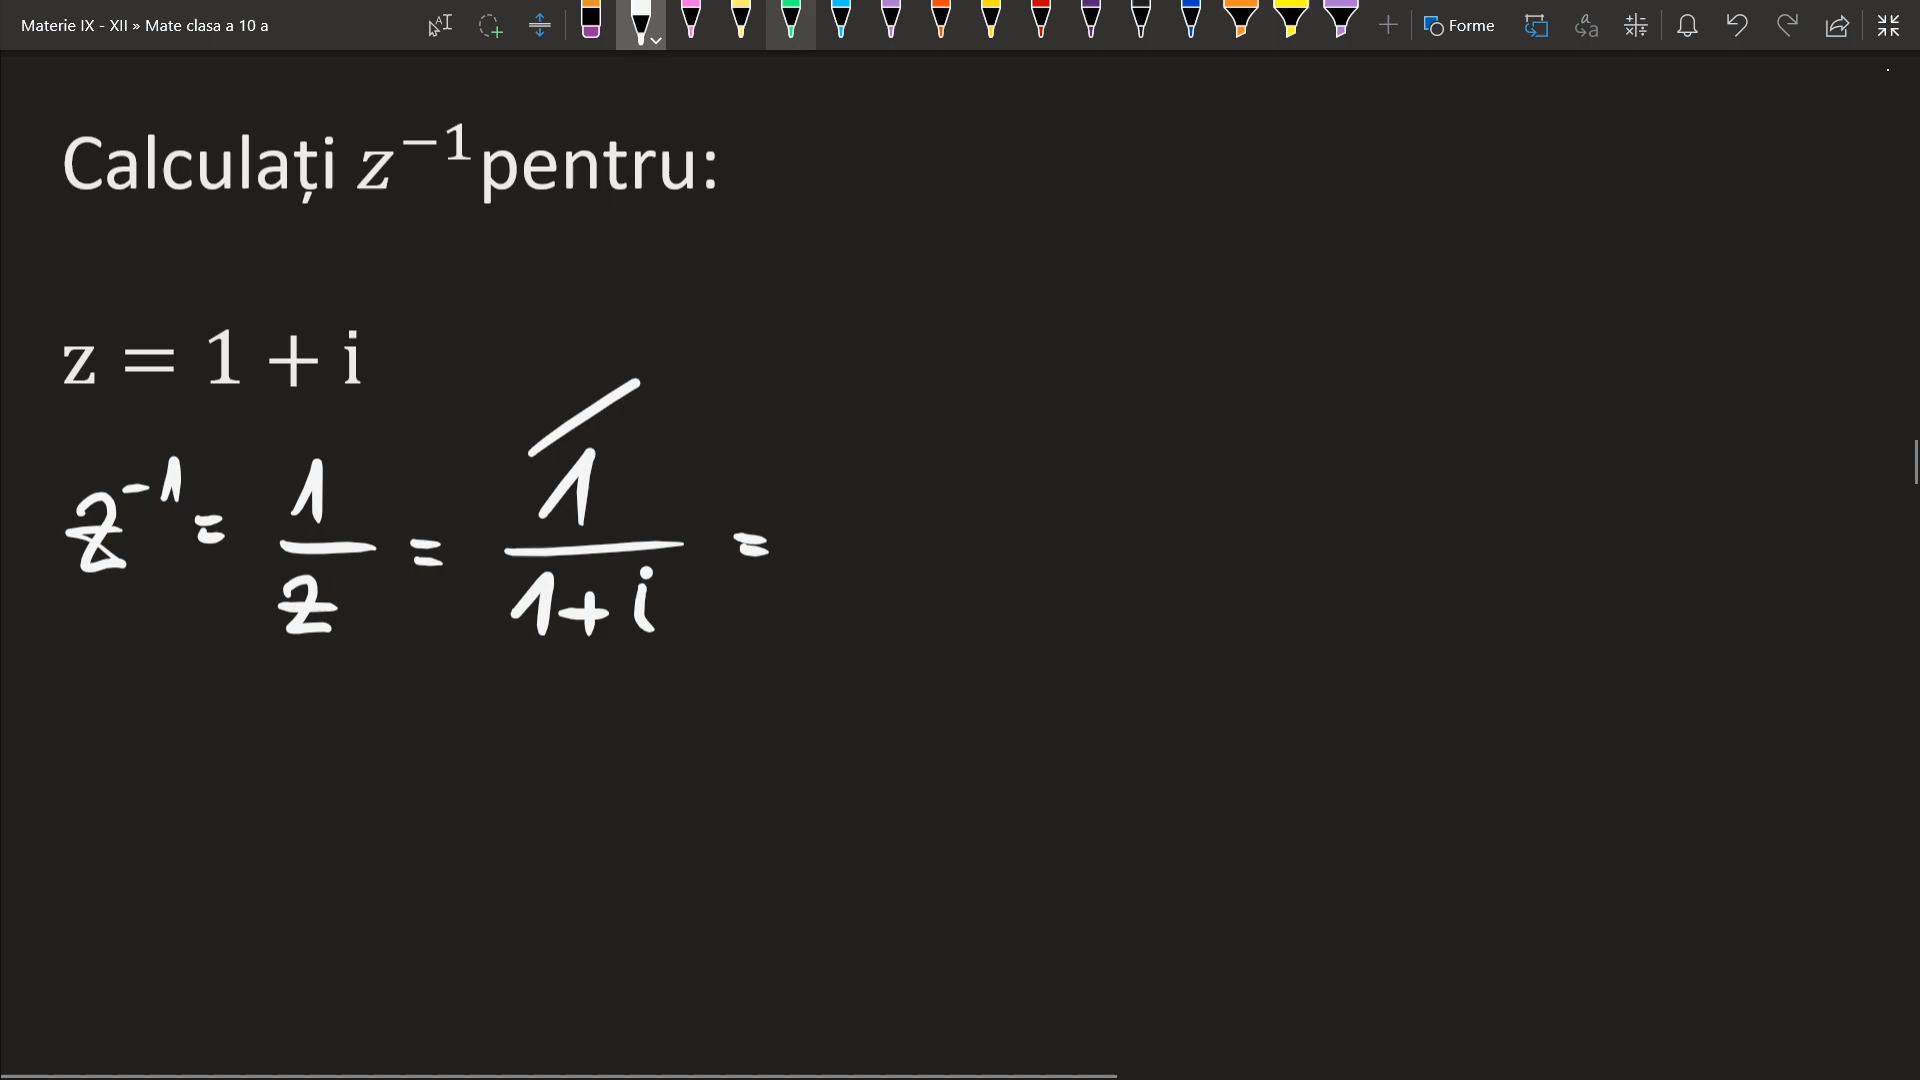 Materie IX - XII » Mate clasa a 10 a
Forme
Calculați z⁻¹ pentru:
z = 1 + i
z⁻¹ = 1/z = 1/(1+i) =